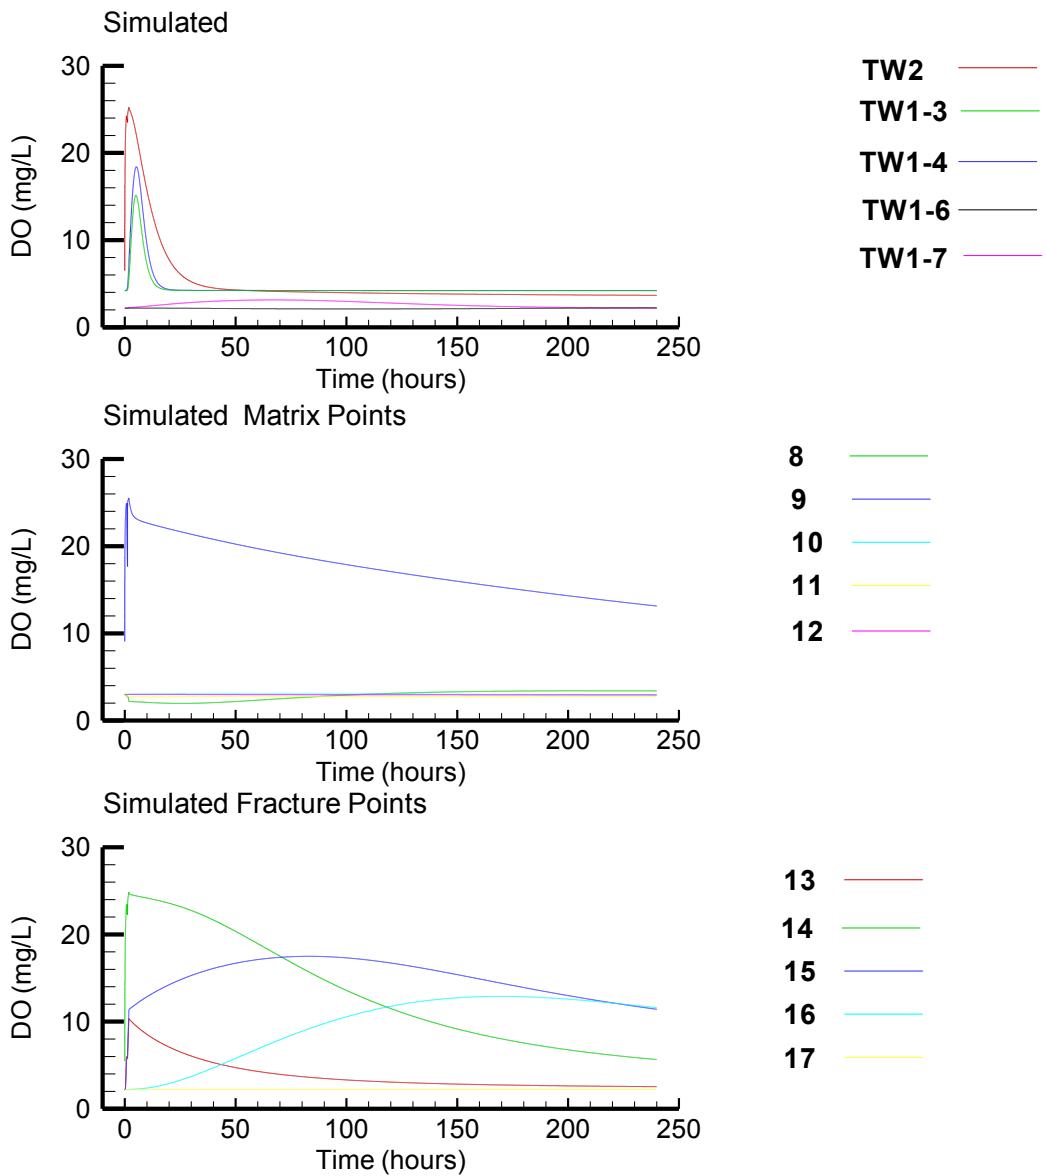 Simulated
30
20
10
0
DO (mg/L)
0 50 100 150 200 250
Time (hours)
TW2
TW1-3
TW1-4
TW1-6
TW1-7
Simulated Matrix Points
30
20
10
0
DO (mg/L)
0 50 100 150 200 250
Time (hours)
8
9
10
11
12
Simulated Fracture Points
30
20
10
0
DO (mg/L)
0 50 100 150 200 250
Time (hours)
13
14
15
16
17